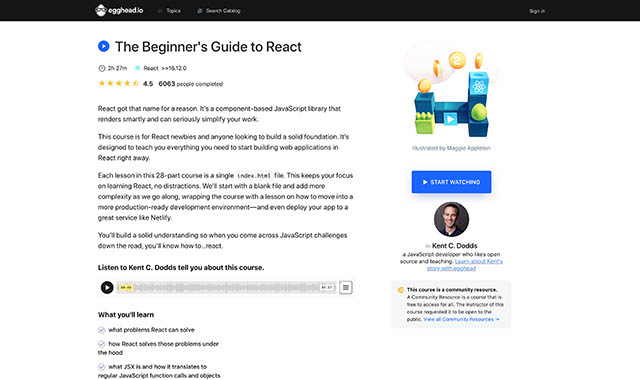 egghead.io
Topics
Search Catalog
Sign in
The Beginner's Guide to React
2h 27m
React >=16.12.0
4.5 6063 people completed
React got that name for a reason. It's a component-based JavaScript library that
renders smartly and can seriously simplify your work.
This course is for React newbies and anyone looking to build a solid foundation. It's
designed to teach you everything you need to start building web applications in
React right away.
Each lesson in this 28-part course is a single index.html file. This keeps your focus
on learning React, no distractions. We'll start with a blank file and add more
complexity as we go along, wrapping the course with a lesson on how to move into a
more production-ready development environment—and even deploy your app to a
great service like Netlify.
You'll build a solid understanding so when you come across JavaScript challenges
down the road, you'll know how to...react.
Listen to Kent C. Dodds tell you about this course.
00:00
What you'll learn
what problems React can solve
how React solves those problems under
the hood
what JSX is and how it translates to
regular JavaScript function calls and objects
2
Illustrated by Maggie Appleton
START WATCHING
by Kent C. Dodds
a JavaScript developer who likes open
source and teaching. Learn about Kent's
story with egghead
This course is a community resource.
A Community Resource is a course that is
free to access for all. The instructor of this
course requested it to be open to the
public. View all Community Resources →